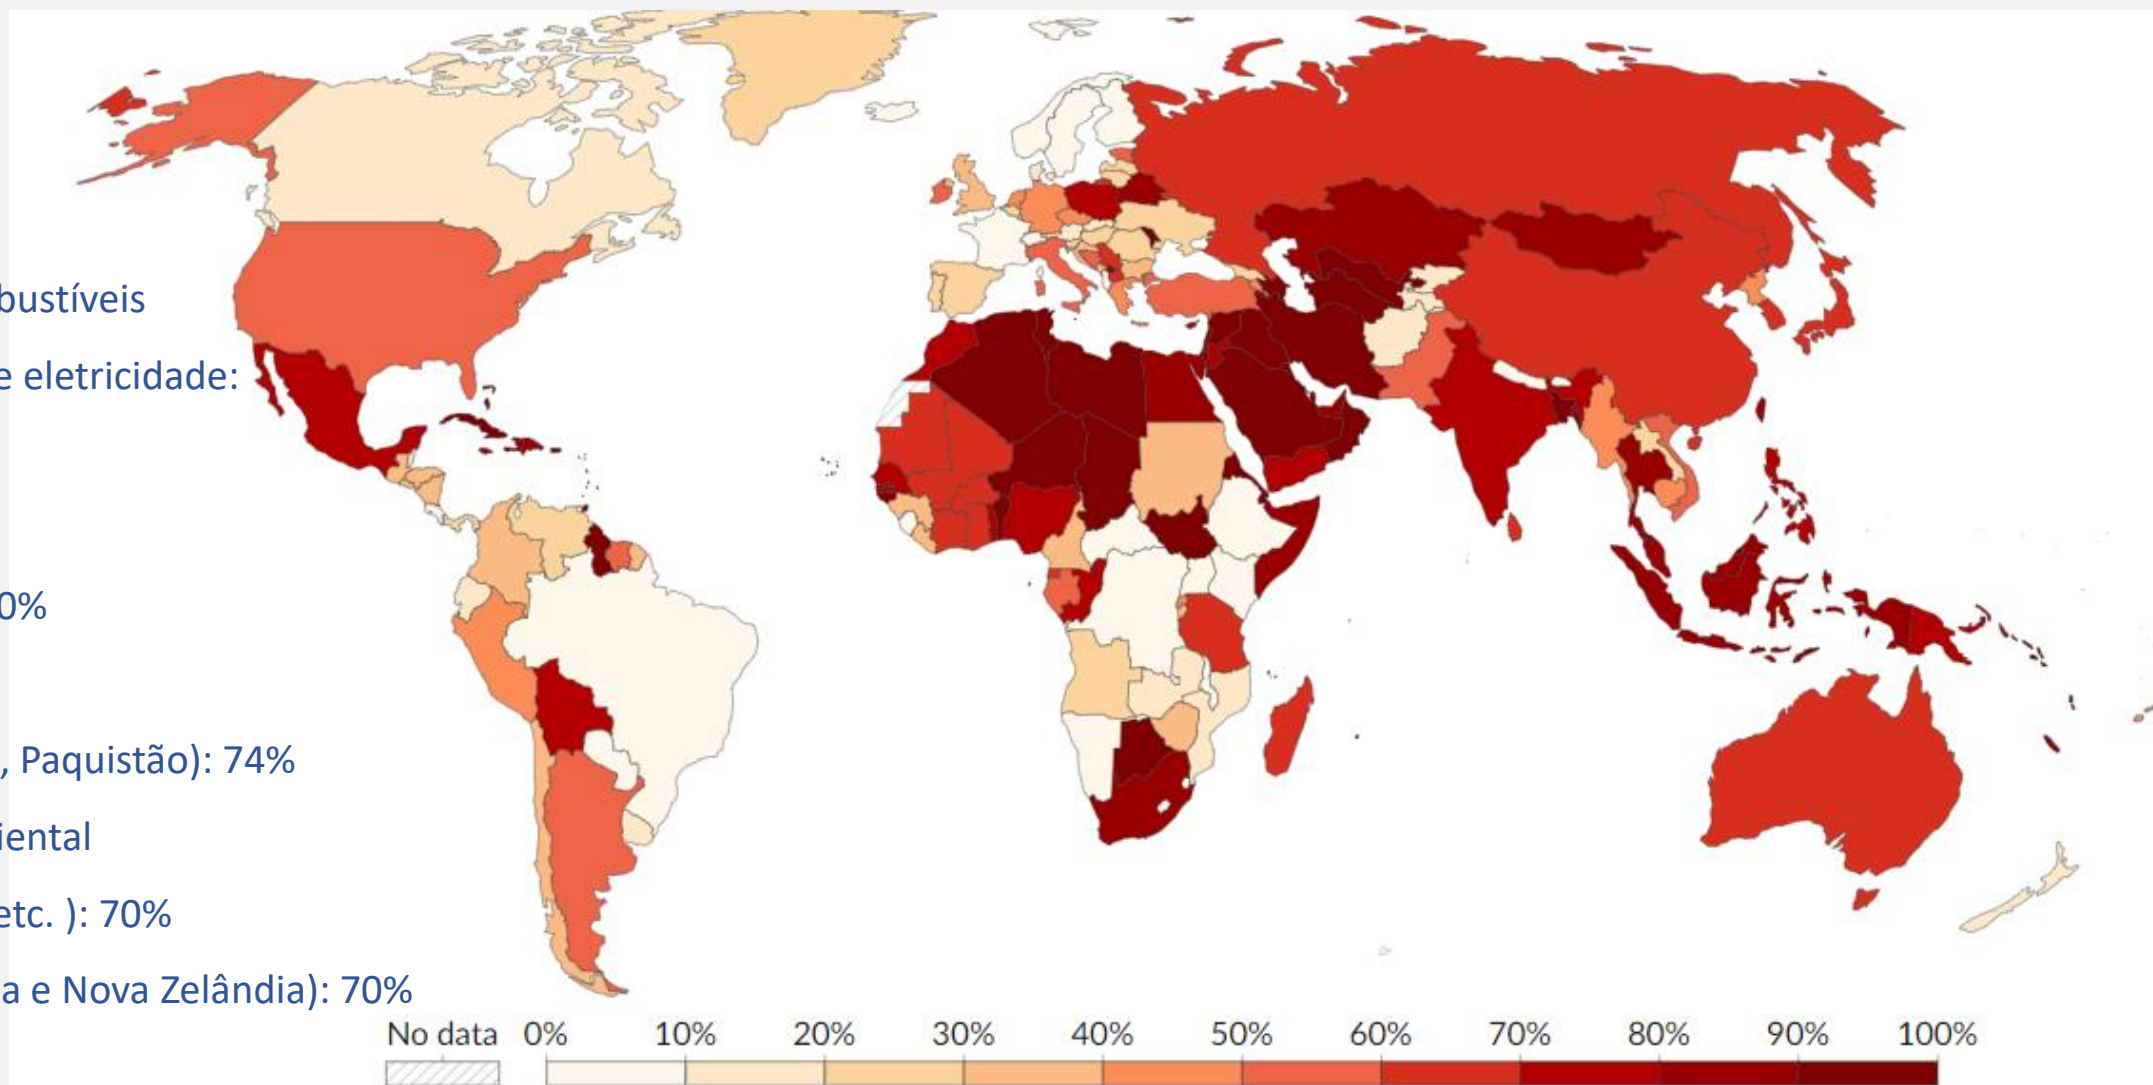 bustíveis
e eletricidade:
0%
, Paquistão): 74%
iental
etc. ): 70%
a e Nova Zelândia): 70%
No data 0% 10% 20% 30% 40% 50% 60% 70% 80% 90% 100%